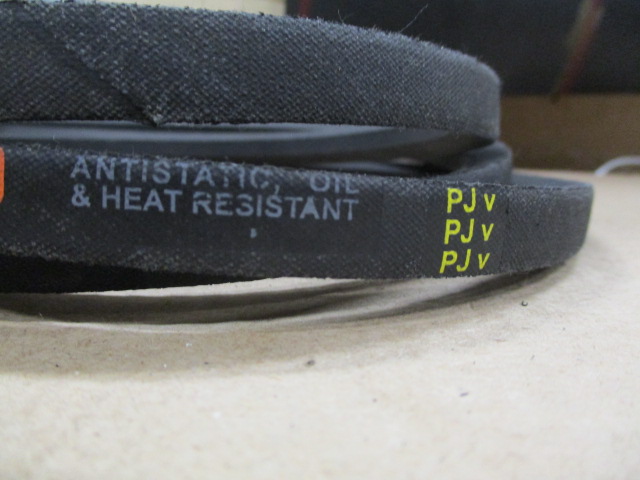 ANTISTATIC, OIL
& HEAT RESISTANT
PJ v
PJ v
PJ v